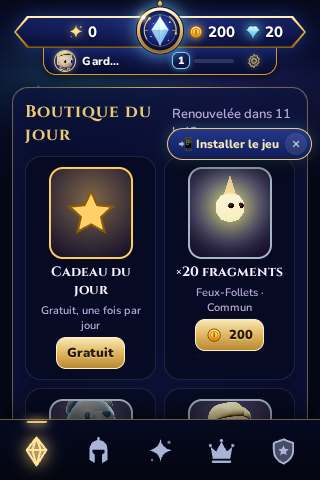 0
200
20
Gard…
1
Boutique du
jour
Renouvelée dans 11
Installer le jeu ×
Cadeau du
jour
Gratuit, une fois par
jour
Gratuit
×20 fragments
Feux-Follets ·
Commun
200